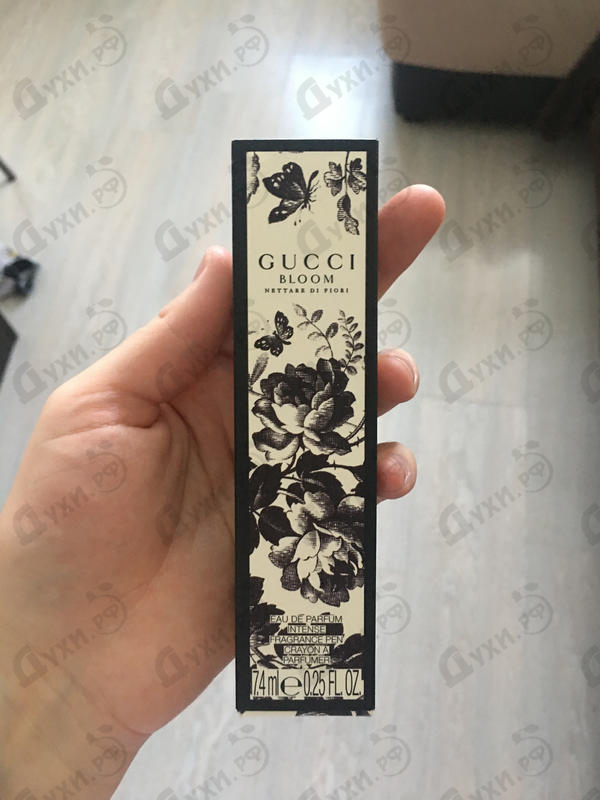 GUCCI
BLOOM
NETTARE DI FIORI
EAU DE PARFUM
INTENSE
FRAGRANCE PEN
CRAYON À
PARFUMER
7.4 ml ℮ 0.25 FL. OZ.
Духи.рф